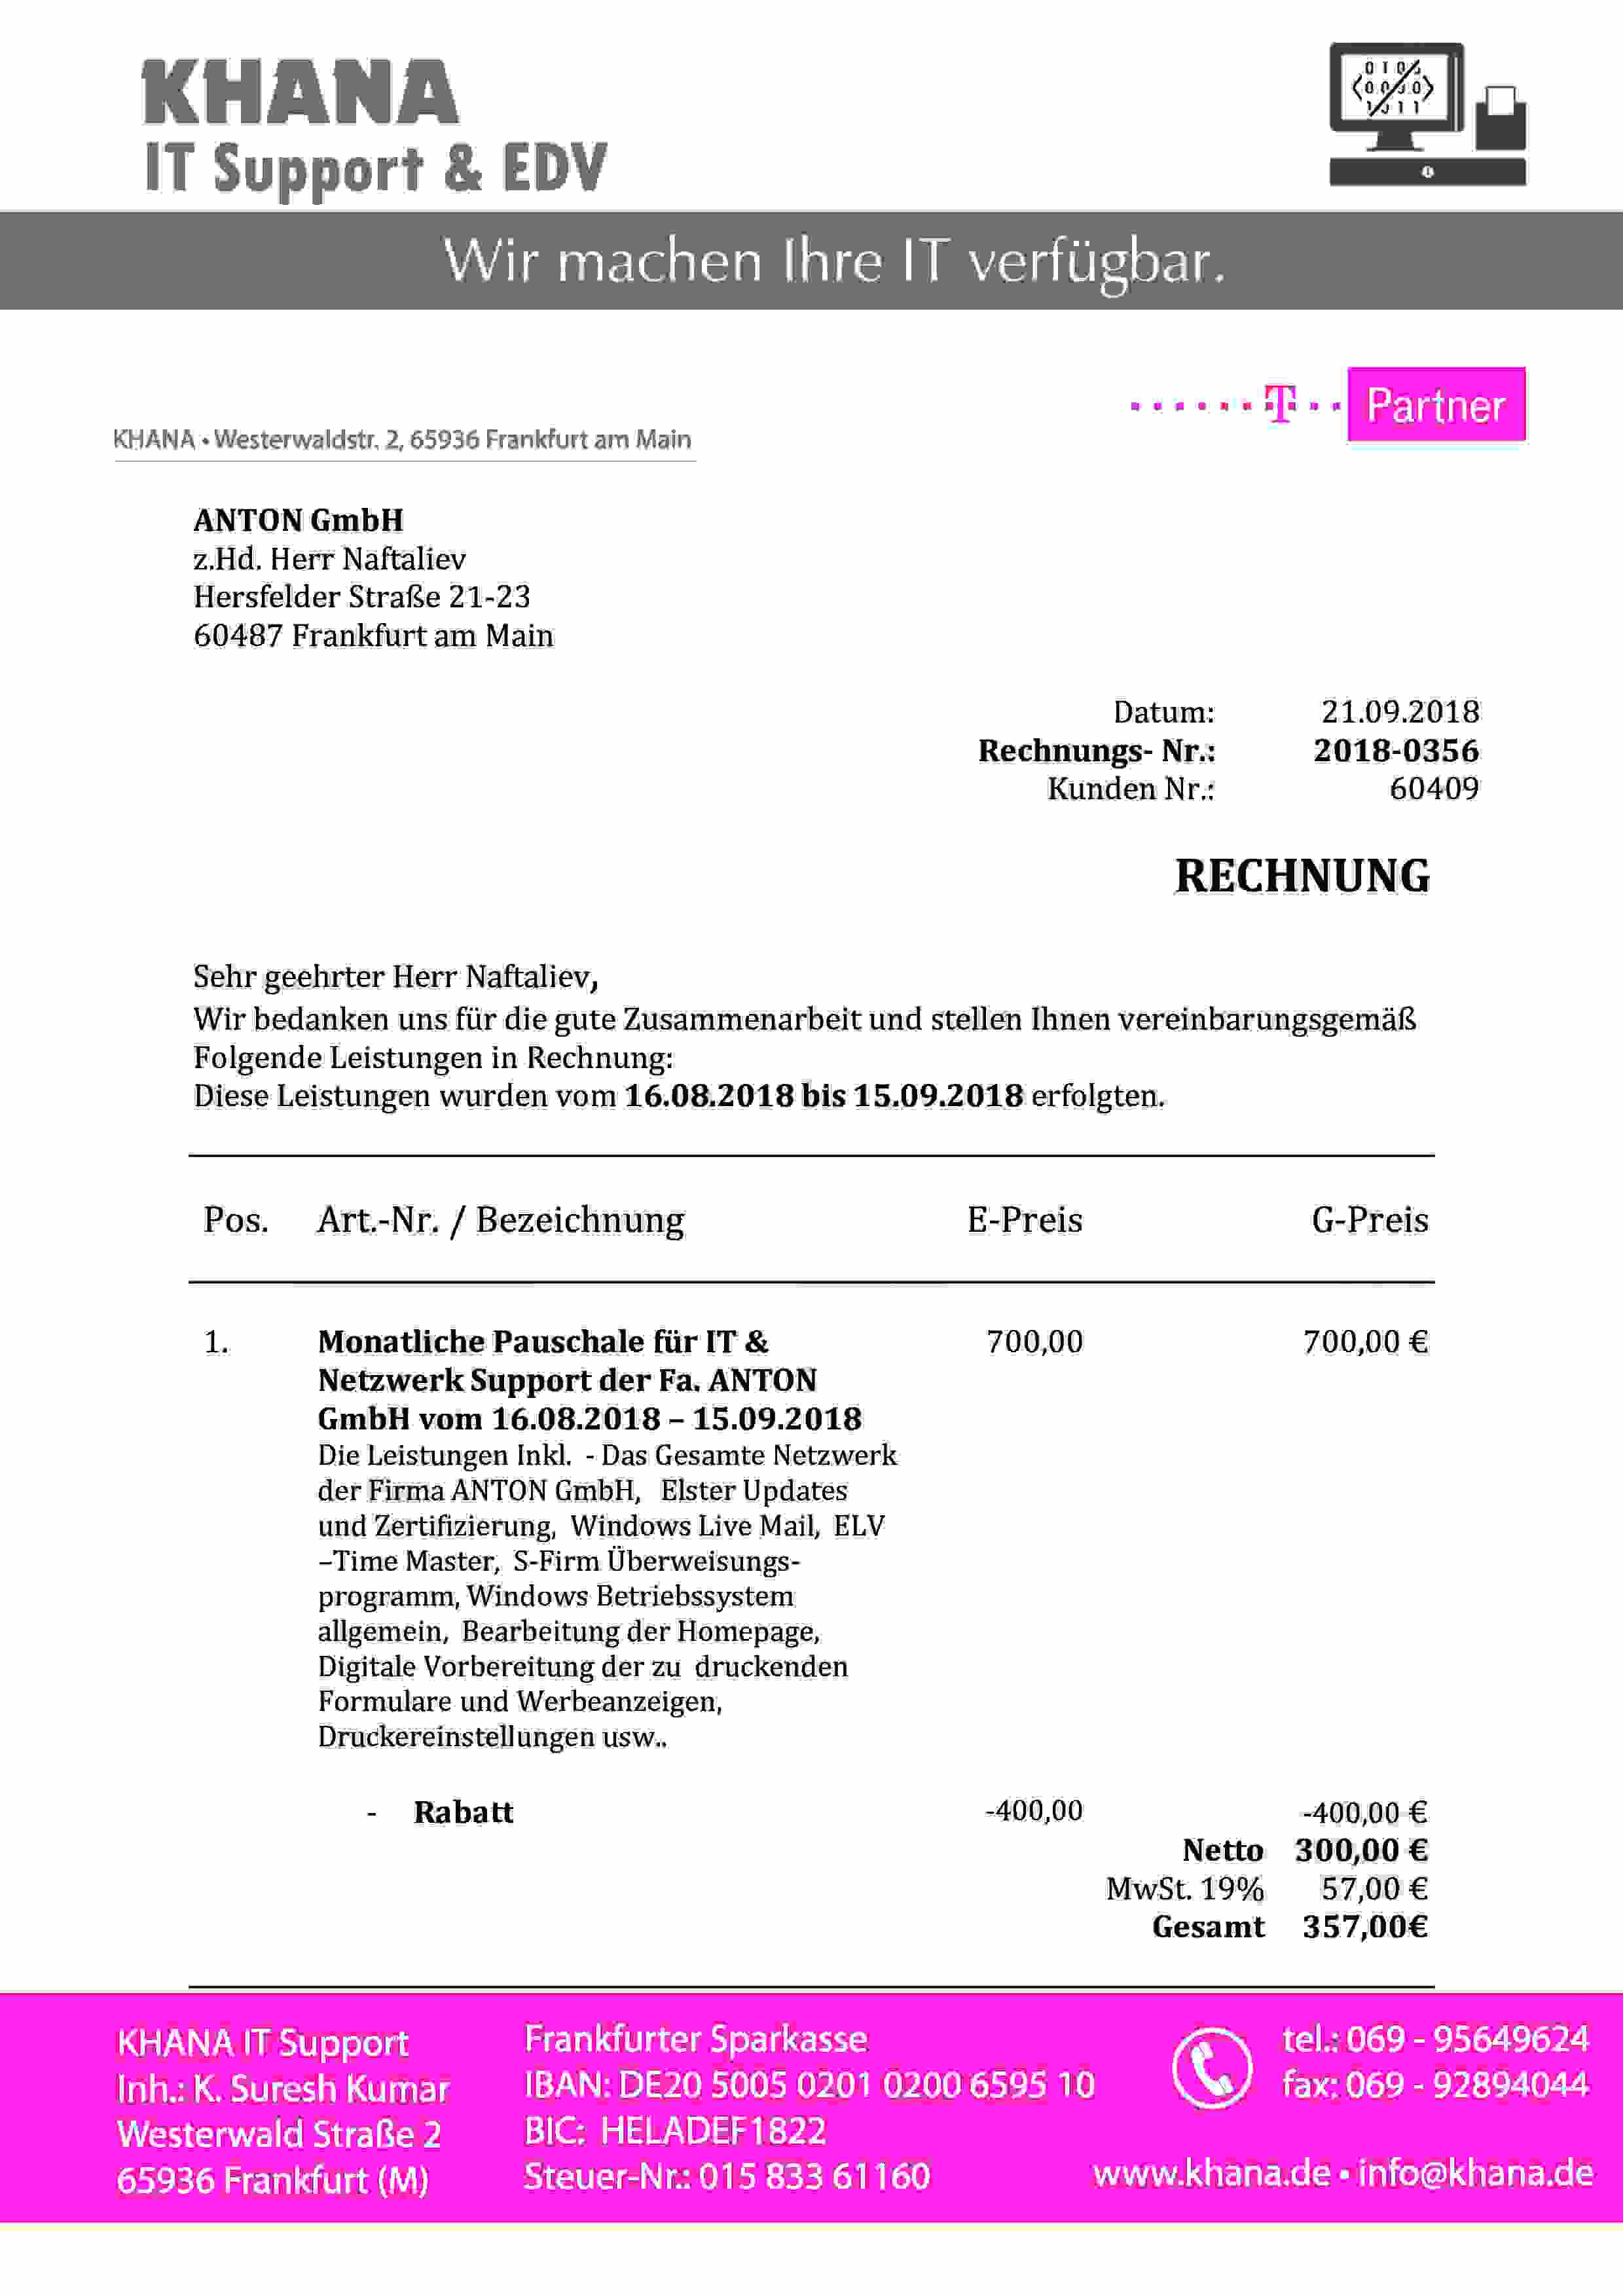 KHANA
IT Support & EDV
Wir machen Ihre IT verfügbar.
T Partner
KHANA • Westerwaldstr. 2, 65936 Frankfurt am Main
ANTON GmbH
z.Hd. Herr Naftaliev
Hersfelder Straße 21-23
60487 Frankfurt am Main
Datum: 21.09.2018
Rechnungs- Nr.: 2018-0356
Kunden Nr.: 60409
RECHNUNG
Sehr geehrter Herr Naftaliev,
Wir bedanken uns für die gute Zusammenarbeit und stellen Ihnen vereinbarungsgemäß
Folgende Leistungen in Rechnung:
Diese Leistungen wurden vom 16.08.2018 bis 15.09.2018 erfolgten.
Pos. Art.-Nr. / Bezeichnung E-Preis G-Preis
1. Monatliche Pauschale für IT & 700,00 700,00 €
Netzwerk Support der Fa. ANTON
GmbH vom 16.08.2018 – 15.09.2018
Die Leistungen Inkl. - Das Gesamte Netzwerk
der Firma ANTON GmbH, Elster Updates
und Zertifizierung, Windows Live Mail, ELV
–Time Master, S-Firm Überweisungs-
programm, Windows Betriebssystem
allgemein, Bearbeitung der Homepage,
Digitale Vorbereitung der zu druckenden
Formulare und Werbeanzeigen,
Druckereinstellungen usw..
- Rabatt -400,00 -400,00 €
Netto 300,00 €
MwSt. 19% 57,00 €
Gesamt 357,00€
KHANA IT Support
Inh.: K. Suresh Kumar
Westerwald Straße 2
65936 Frankfurt (M)
Frankfurter Sparkasse
IBAN: DE20 5005 0201 0200 6595 10
BIC: HELADEF1822
Steuer-Nr.: 015 833 61160
tel.: 069 - 95649624
fax: 069 - 92894044
www.khana.de • info@khana.de